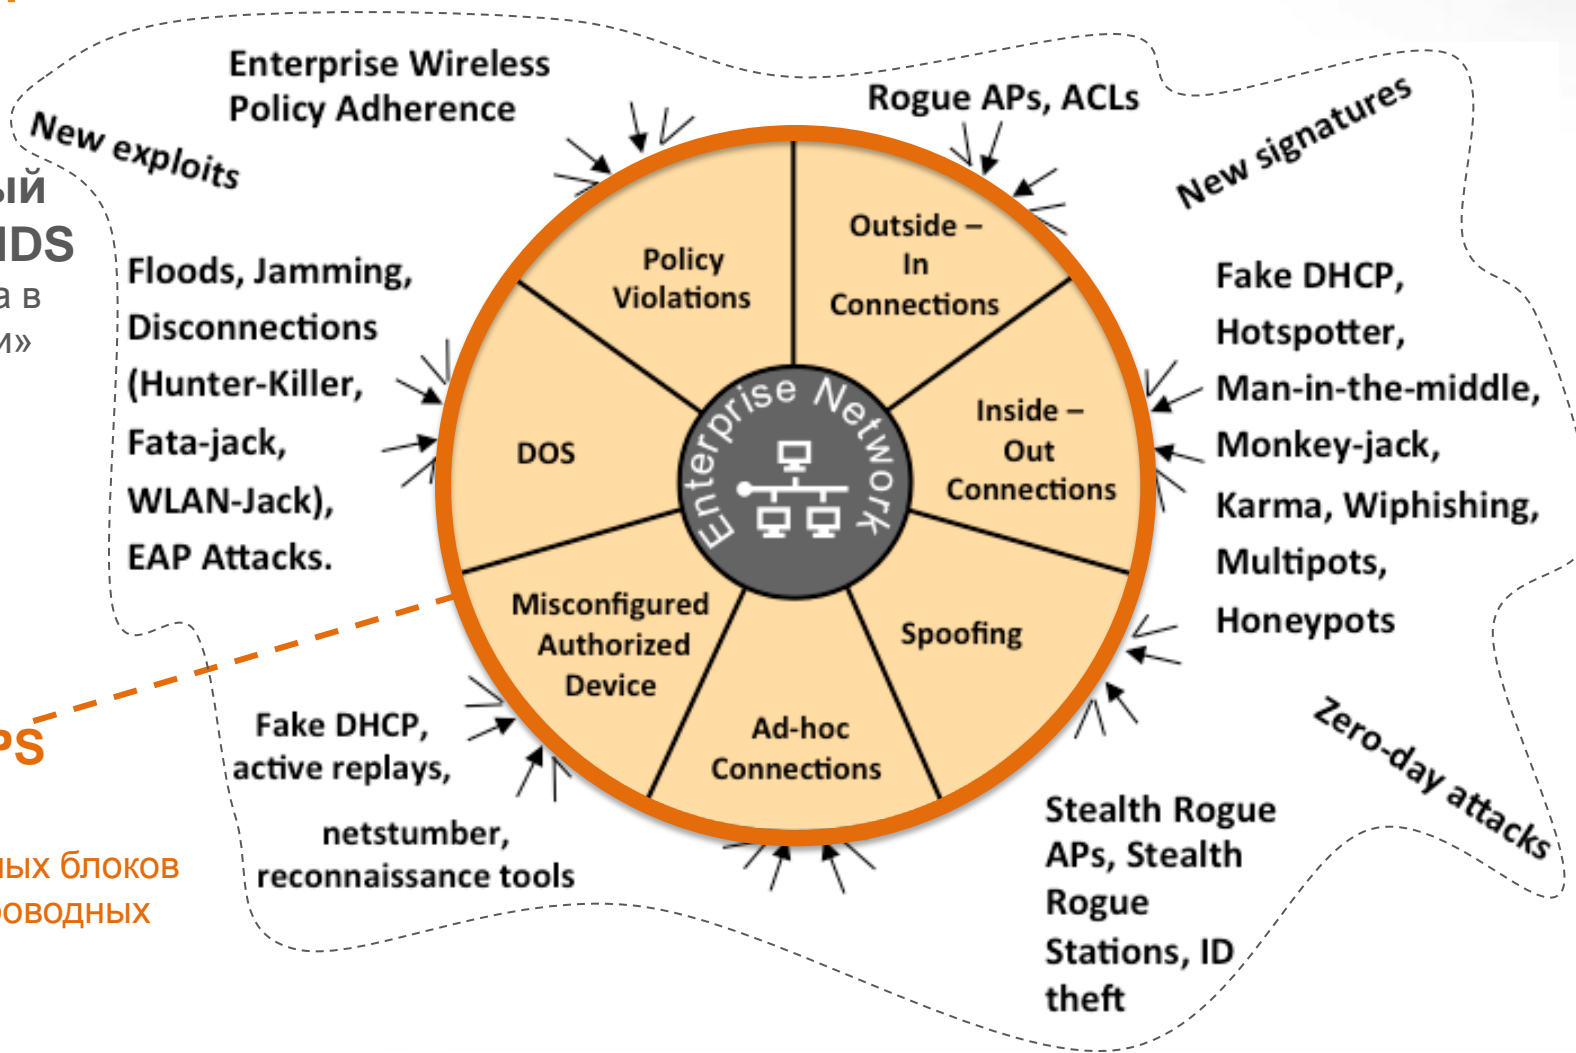 Enterprise Wireless
Policy Adherence
Rogue APs, ACLs
New exploits
New signatures
ый
IDS
а в
и»
Floods, Jamming,
Disconnections
(Hunter-Killer,
Fata-jack,
WLAN-Jack),
EAP Attacks.
Policy
Violations
Outside –
In
Connections
DOS
Enterprise Network
Inside –
Out
Connections
Misconfigured
Authorized
Device
Ad-hoc
Connections
Spoofing
Fake DHCP,
Hotspotter,
Man-in-the-middle,
Monkey-jack,
Karma, Wiphishing,
Multipots,
Honeypots
PS
ных блоков
роводных
Fake DHCP,
active replays,
netstumber,
reconnaissance tools
Zero-day attacks
Stealth Rogue
APs, Stealth
Rogue
Stations, ID
theft